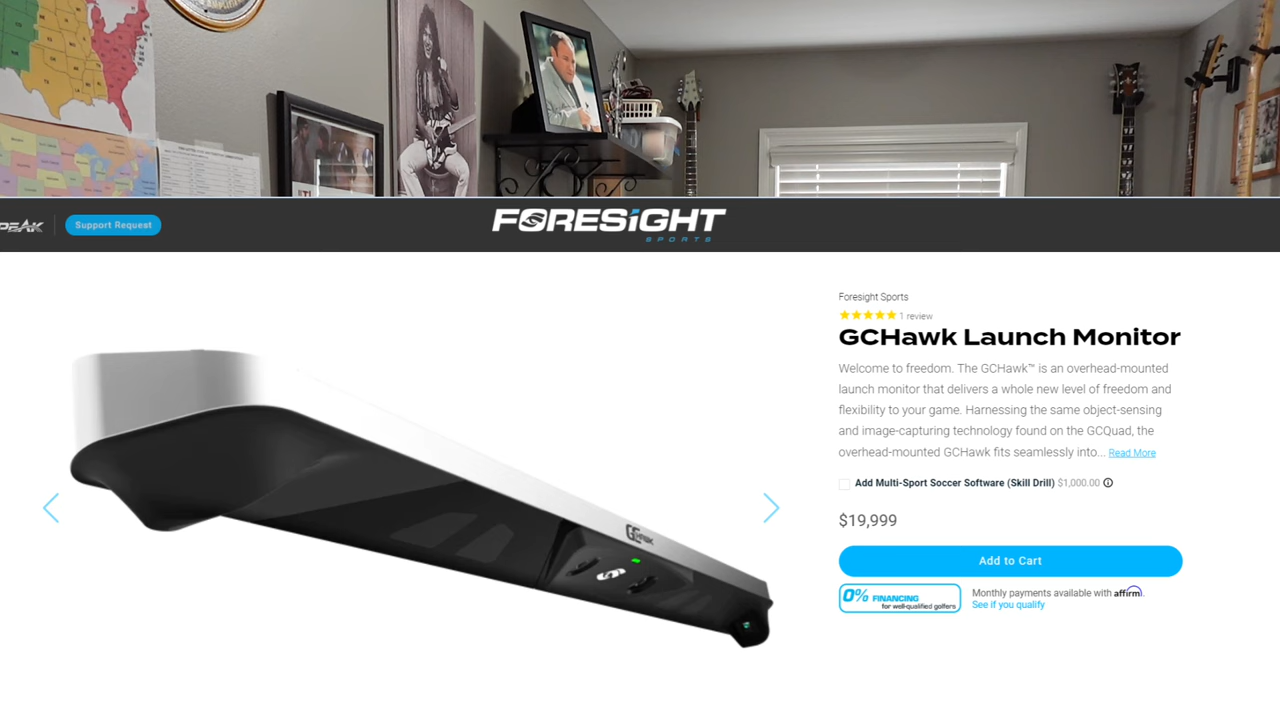 PEAK
Support Request
FORESiGHT
SPORTS
Foresight Sports
1 review
GCHawk Launch Monitor
Welcome to freedom. The GCHawk™ is an overhead-mounted
launch monitor that delivers a whole new level of freedom and
flexibility to your game. Harnessing the same object-sensing
and image-capturing technology found on the GCQuad, the
overhead-mounted GCHawk fits seamlessly into... Read More
Add Multi-Sport Soccer Software (Skill Drill) $1,000.00
$19,999
Add to Cart
0% FINANCING
for well-qualified golfers
Monthly payments available with affirm.
See if you qualify
GCHAWK